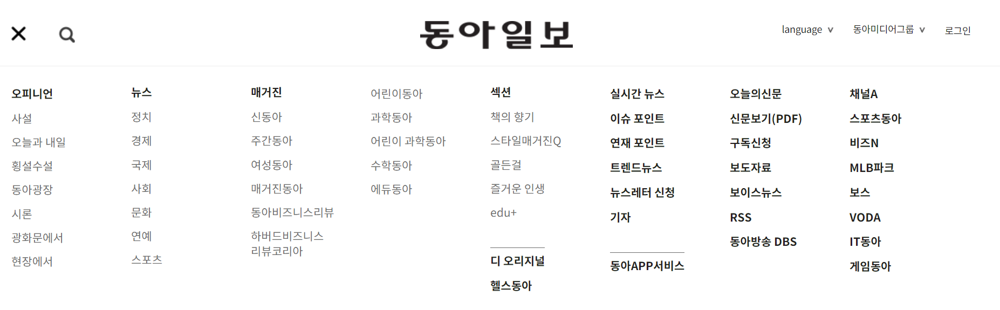 동아일보
language
동아미디어그룹
로그인
오피니언
사설
오늘과 내일
횡설수설
동아광장
시론
광화문에서
현장에서
뉴스
정치
경제
국제
사회
문화
연예
스포츠
매거진
신동아
주간동아
여성동아
매거진동아
동아비즈니스리뷰
하버드비즈니스
리뷰코리아
어린이동아
과학동아
어린이 과학동아
수학동아
에듀동아
섹션
책의 향기
스타일매거진Q
골든걸
즐거운 인생
edu+
디 오리지널
헬스동아
실시간 뉴스
이슈 포인트
연재 포인트
트렌드뉴스
뉴스레터 신청
기자
동아APP서비스
오늘의신문
신문보기(PDF)
구독신청
보도자료
보이스뉴스
RSS
동아방송 DBS
채널A
스포츠동아
비즈N
MLB파크
보스
VODA
IT동아
게임동아